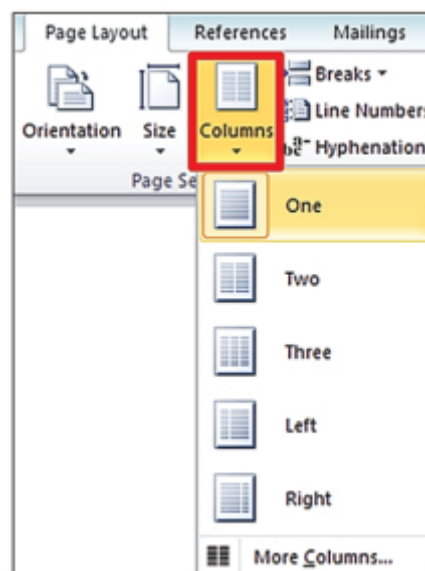 Page Layout References Mailings
Orientation Size Columns Breaks
Line Numbers
Hyphenation
Page Se
One
Two
Three
Left
Right
More Columns...